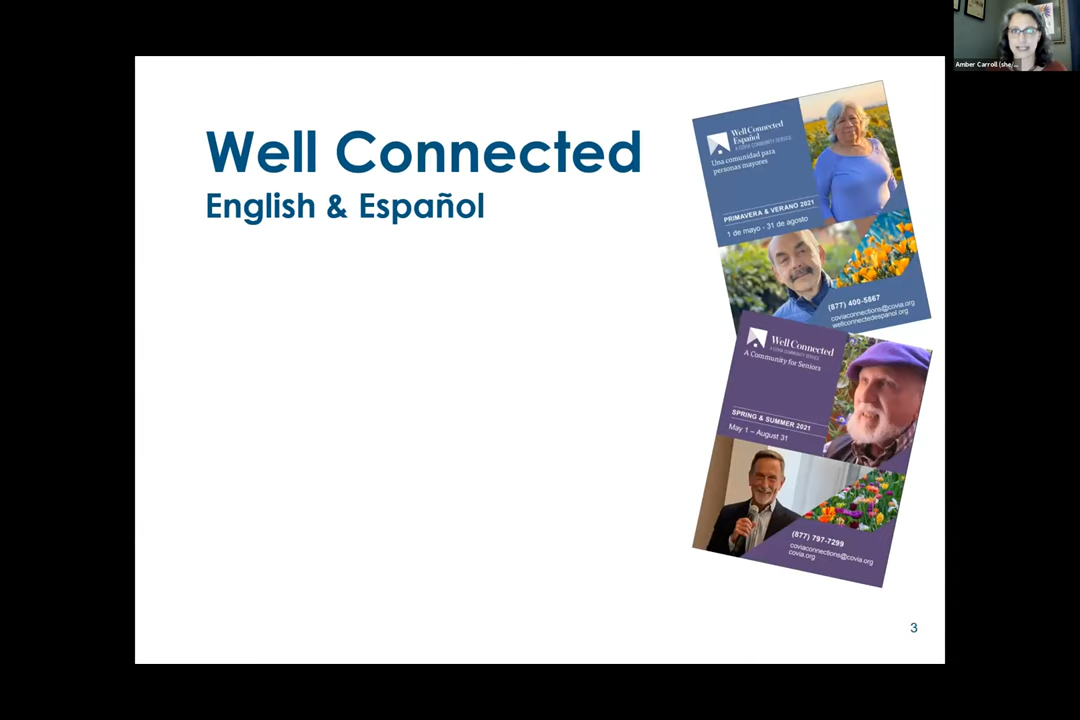 Amber Carroll (she/...
Well Connected
English & Español
Well Connected
Español
A COVIA COMMUNITY SERVICE
Una comunidad para
personas mayores
PRIMAVERA & VERANO 2021
1 de mayo - 31 de agosto
(877) 400-5867
coviaconnections@covia.org
wellconnectedespanol.org
Well Connected
A COVIA COMMUNITY SERVICE
A Community for Seniors
SPRING & SUMMER 2021
May 1 – August 31
(877) 797-7299
coviaconnections@covia.org
covia.org
3